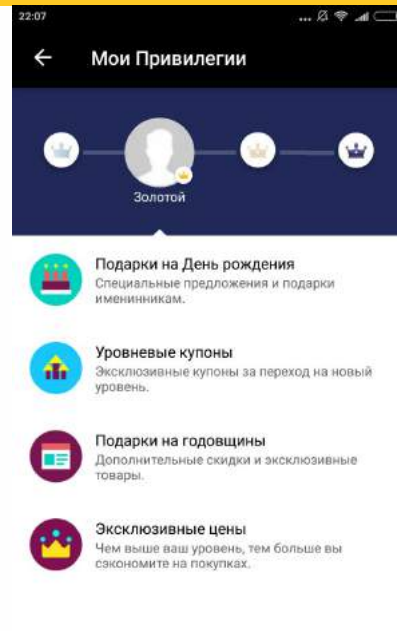 22:07
...
Мои Привилегии
Золотой
Подарки на День рождения
Специальные предложения и подарки
именинникам.
Уровневые купоны
Эксклюзивные купоны за переход на новый
уровень.
Подарки на годовщины
Дополнительные скидки и эксклюзивные
товары.
Эксклюзивные цены
Чем выше ваш уровень, тем больше вы
сэкономите на покупках.